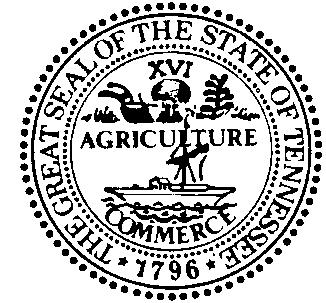 THE GREAT SEAL OF THE STATE OF TENNESSEE
XVI
AGRICULTURE
COMMERCE
1796